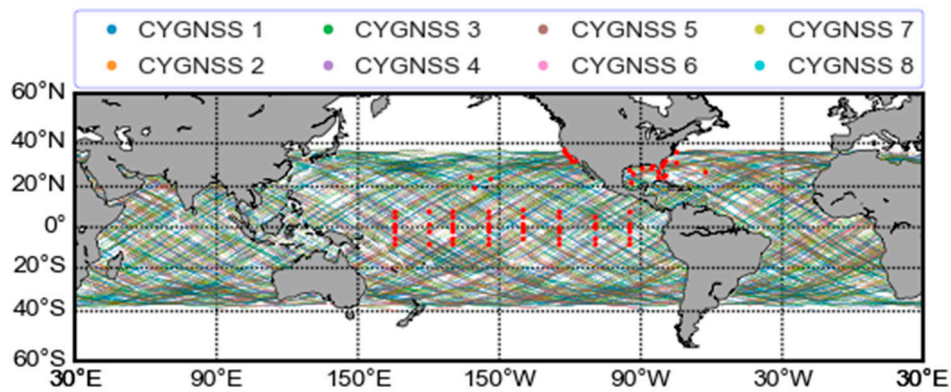 CYGNSS 1 CYGNSS 3 CYGNSS 5 CYGNSS 7
CYGNSS 2 CYGNSS 4 CYGNSS 6 CYGNSS 8
60°N
40°N
20°N
0°
20°S
40°S
60°S
30°E 90°E 150°E 150°W 90°W 30°W 30°E